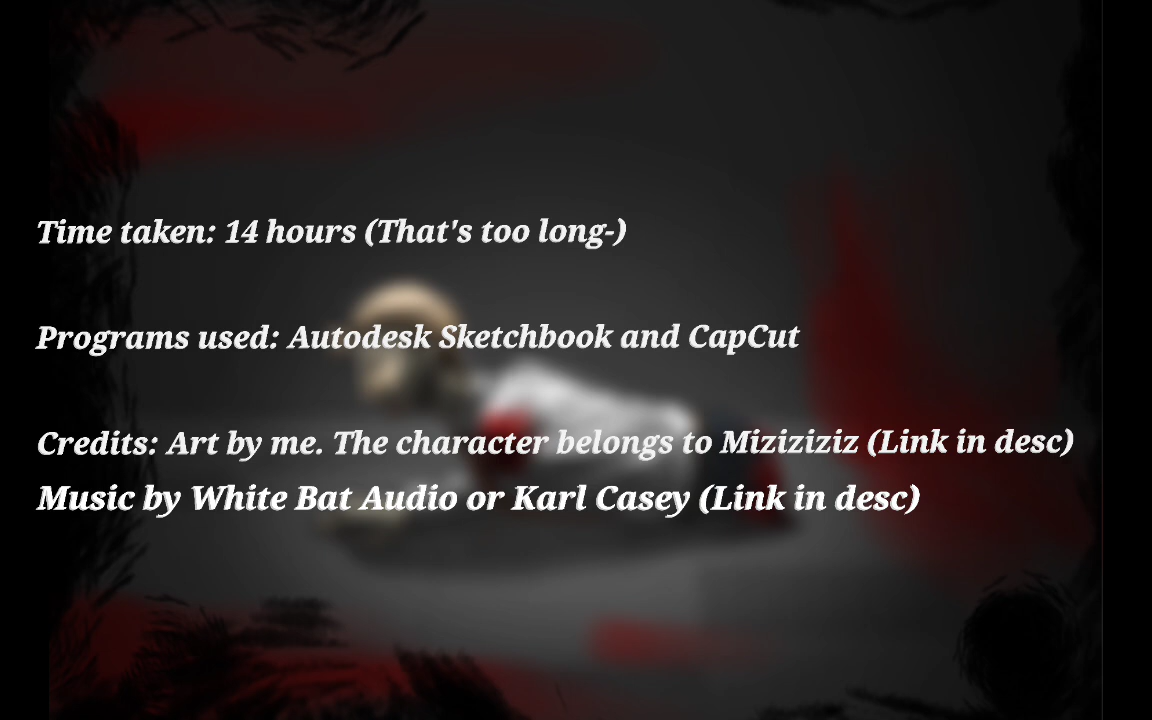 Time taken: 14 hours (That's too long-)
Programs used: Autodesk Sketchbook and CapCut
Credits: Art by me. The character belongs to Miziziziz (Link in desc)
Music by White Bat Audio or Karl Casey (Link in desc)